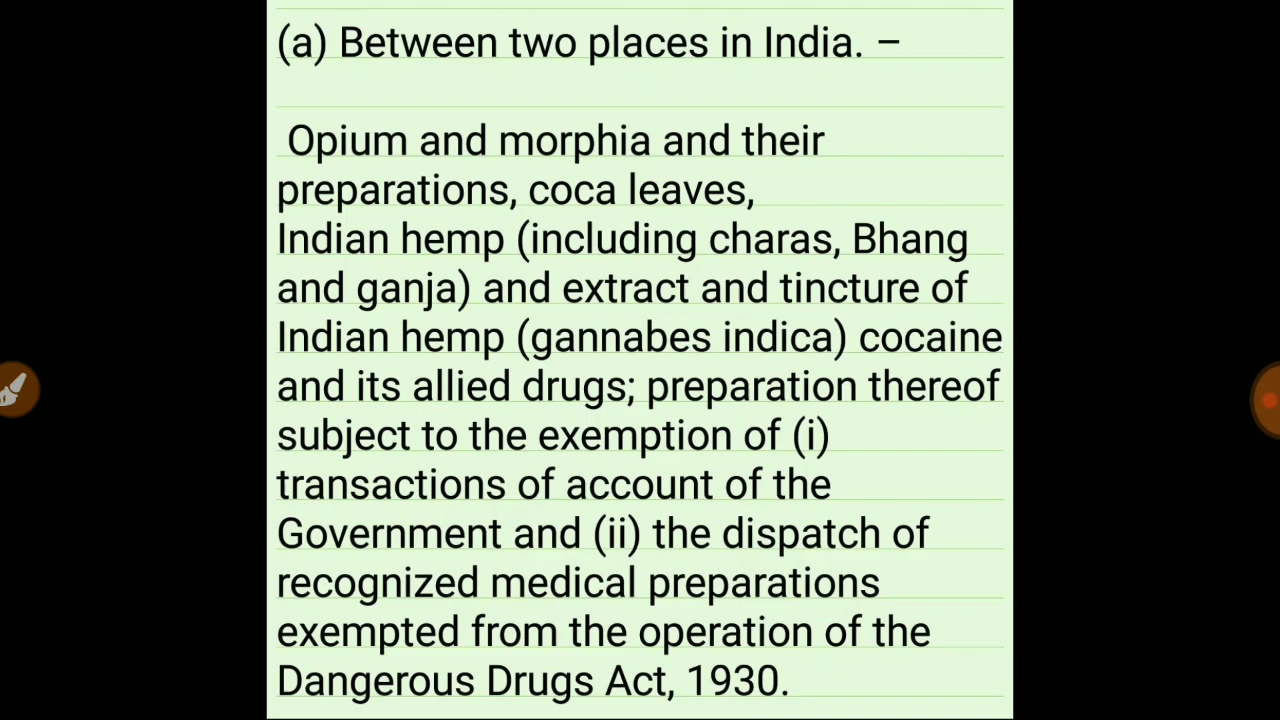 (a) Between two places in India. –
Opium and morphia and their
preparations, coca leaves,
Indian hemp (including charas, Bhang
and ganja) and extract and tincture of
Indian hemp (gannabes indica) cocaine
and its allied drugs; preparation thereof
subject to the exemption of (i)
transactions of account of the
Government and (ii) the dispatch of
recognized medical preparations
exempted from the operation of the
Dangerous Drugs Act, 1930.